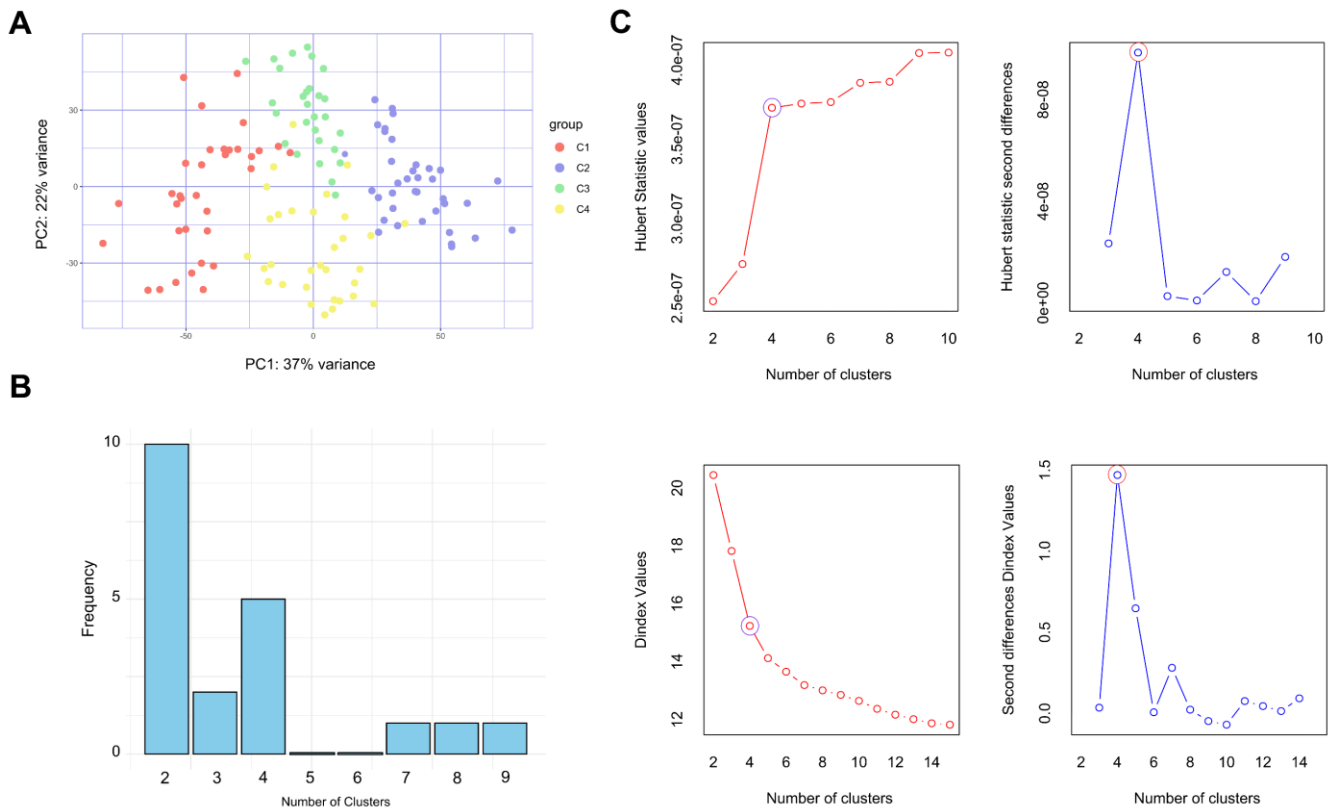 A
PC2: 22% variance
30
0
-30
-50
0
50
PC1: 37% variance
group
C1
C2
C3
C4
B
Frequency
10
5
0
2 3 4 5 6 7 8 9
Number of Clusters
C
Hubert Statistic values
4.0e-07
3.5e-07
3.0e-07
2.5e-07
2 4 6 8 10
Number of clusters
Hubert statistic second differences
8e-08
4e-08
0e+00
2 4 6 8 10
Number of clusters
Dindex Values
20
18
16
14
12
2 4 6 8 10 12 14
Number of clusters
Second differences Dindex Values
1.5
1.0
0.5
0.0
2 4 6 8 10 12 14
Number of clusters